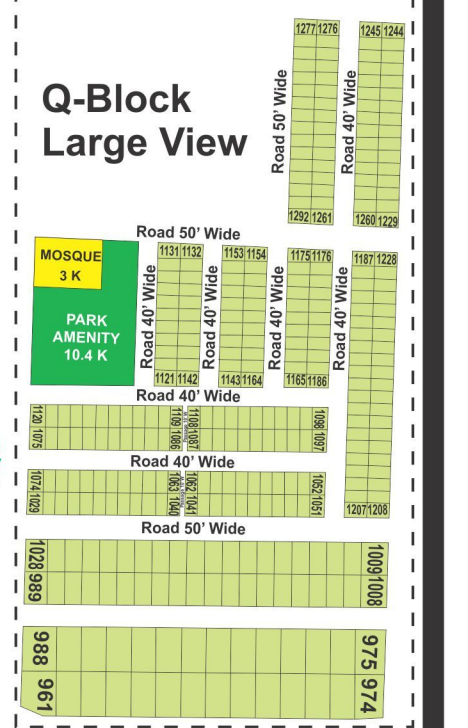 1277 1276
1245 1244
Q-Block
Large View
Road 50' Wide
Road 40' Wide
1292 1261
1260 1229
Road 50' Wide
MOSQUE
3 K
PARK
AMENITY
10.4 K
Road 40' Wide
1131 1132
Road 40' Wide
1153 1154
Road 40' Wide
1175 1176
Road 40' Wide
1187 1228
1121 1142
1143 1164
1165 1186
Road 40' Wide
1120 1109 1108 1098
1075 1086 1087 1097
Road 40' Wide
1074 1063 1062 1052
1029 1040 1041 1051
1207 1208
Road 50' Wide
1028 1009
989 1008
988 975
961 974